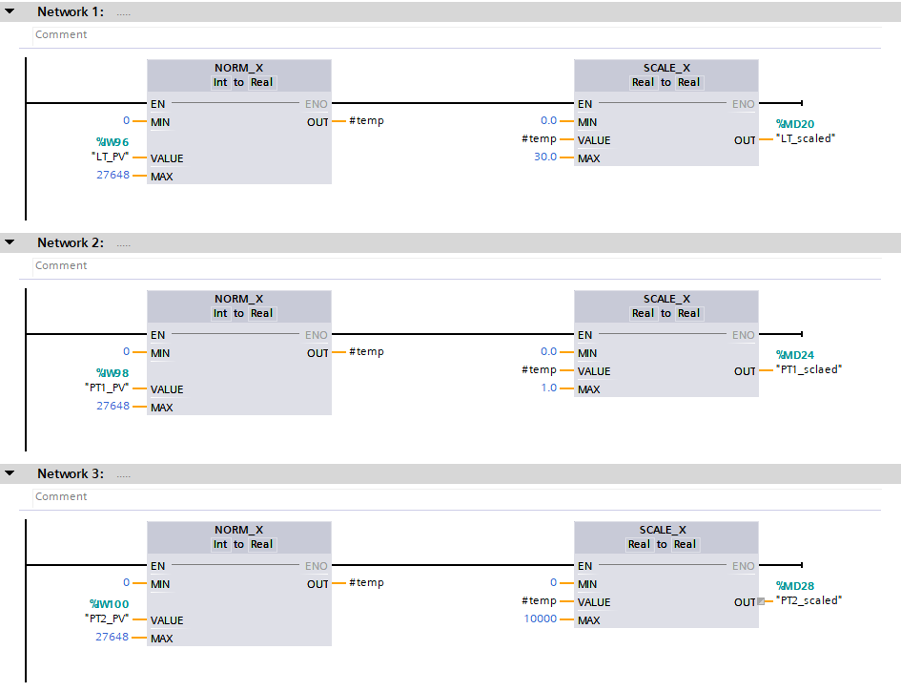 Network 1: .....
Comment
NORM_X
Int to Real
EN ENO
0 MIN OUT #temp
%IW96
"LT_PV" VALUE
27648 MAX
SCALE_X
Real to Real
EN ENO
0.0 MIN
#temp VALUE OUT
%MD20
"LT_scaled"
30.0 MAX
Network 2: .....
Comment
NORM_X
Int to Real
EN ENO
0 MIN OUT #temp
%IW98
"PT1_PV" VALUE
27648 MAX
SCALE_X
Real to Real
EN ENO
0.0 MIN
#temp VALUE OUT
%MD24
"PT1_sclaed"
1.0 MAX
Network 3: .....
Comment
NORM_X
Int to Real
EN ENO
0 MIN OUT #temp
%IW100
"PT2_PV" VALUE
27648 MAX
SCALE_X
Real to Real
EN ENO
0 MIN
#temp VALUE OUT
%MD28
"PT2_scaled"
10000 MAX